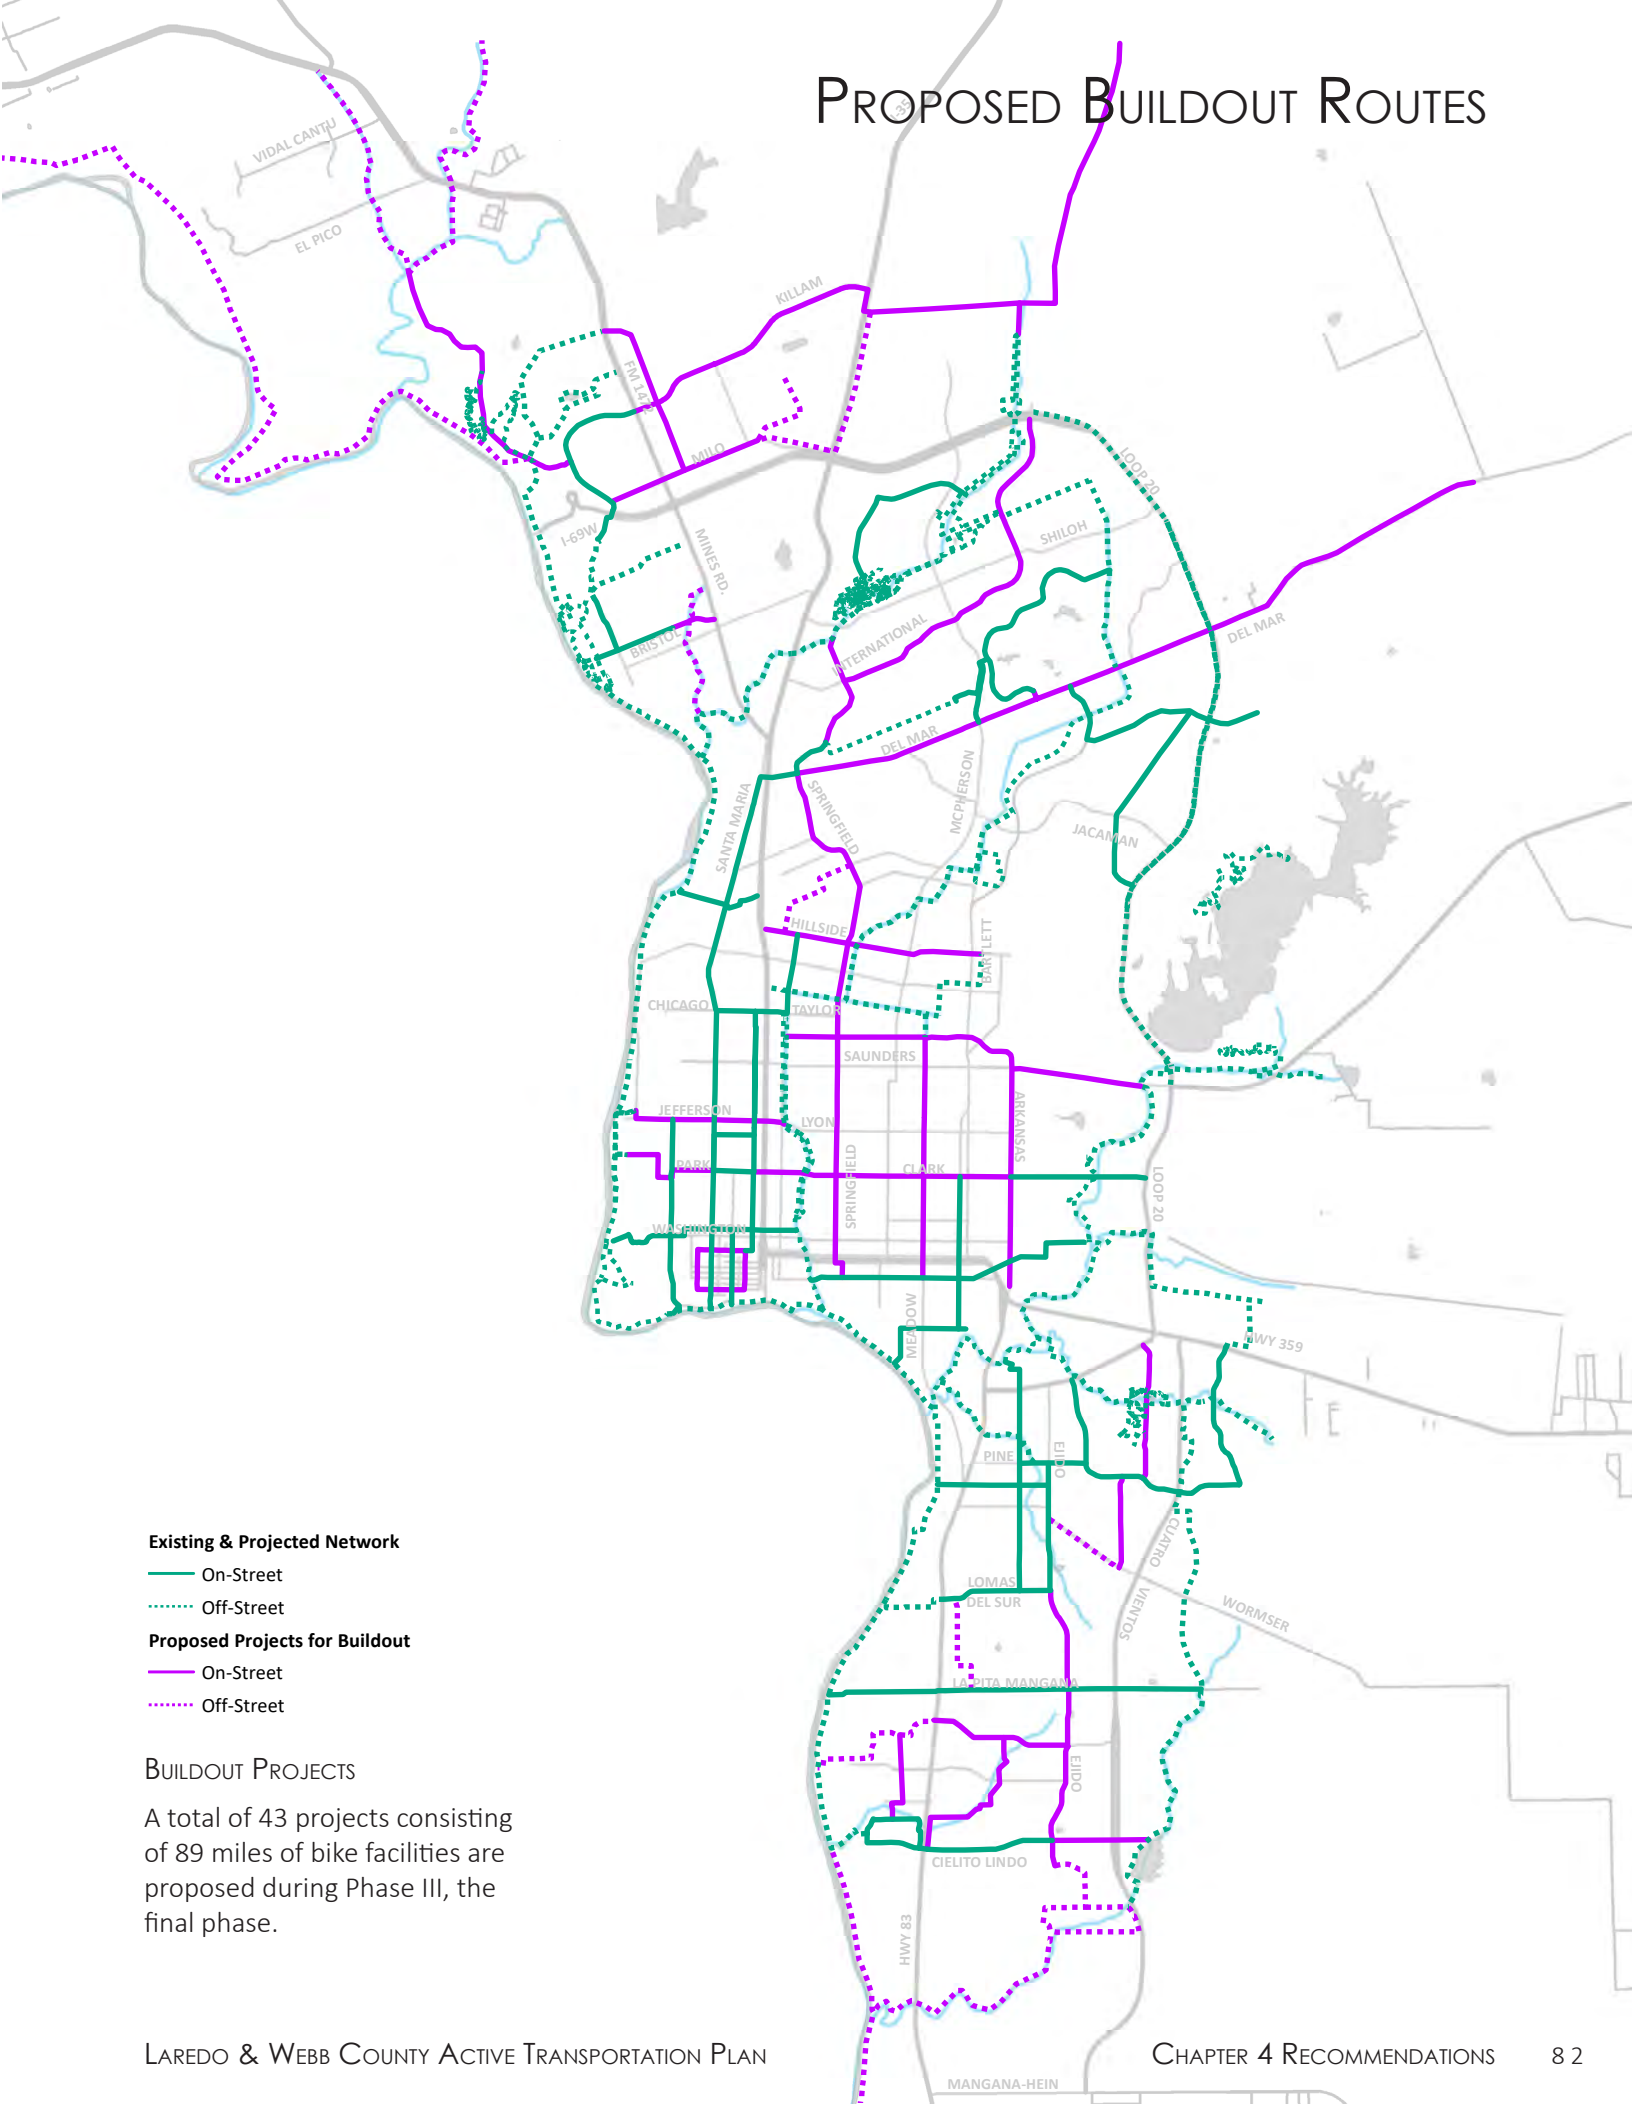 PROPOSED BUILDOUT ROUTES
I-35
VIDAL CANTU
EL PICO
KILLAM
FM 1472
MILO
LOOP 20
I-69W
MINES RD.
SHILOH
BRISTOL
INTERNATIONAL
DEL MAR
DEL MAR
SANTA MARIA
SPRINGFIELD
MCPHERSON
JACAMAN
HILLSIDE
BARTLETT
CHICAGO
TAYLOR
SAUNDERS
JEFFERSON
LYON
ARKANSAS
PARK
CLARK
SPRINGFIELD
LOOP 20
WASHINGTON
MEADOW
HWY 359
PINE
EJIDO
CUATRO
VIENTOS
LOMAS
DEL SUR
WORMSER
LA PITA MANGANA
EJIDO
CIELITO LINDO
HWY 83
MANGANA-HEIN
Existing & Projected Network
On-Street
Off-Street
Proposed Projects for Buildout
On-Street
Off-Street
BUILDOUT PROJECTS
A total of 43 projects consisting
of 89 miles of bike facilities are
proposed during Phase III, the
final phase.
LAREDO & WEBB COUNTY ACTIVE TRANSPORTATION PLAN
CHAPTER 4 RECOMMENDATIONS 82